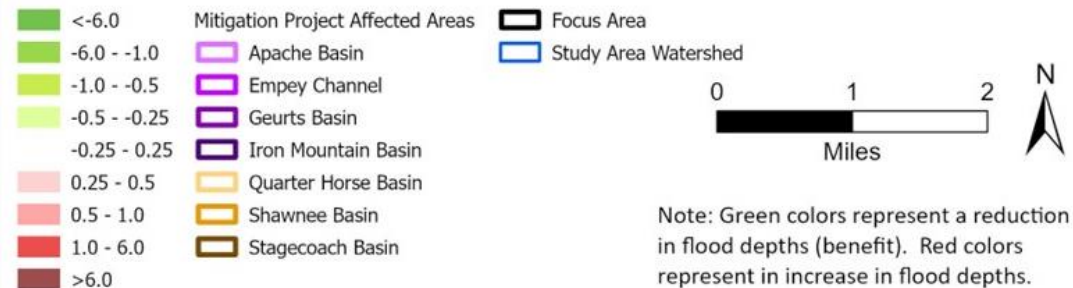 <-6.0
-6.0 - -1.0
-1.0 - -0.5
-0.5 - -0.25
-0.25 - 0.25
0.25 - 0.5
0.5 - 1.0
1.0 - 6.0
>6.0
Mitigation Project Affected Areas
Apache Basin
Empey Channel
Geurts Basin
Iron Mountain Basin
Quarter Horse Basin
Shawnee Basin
Stagecoach Basin
Focus Area
Study Area Watershed
0 1 2
Miles
N
Note: Green colors represent a reduction
in flood depths (benefit). Red colors
represent in increase in flood depths.